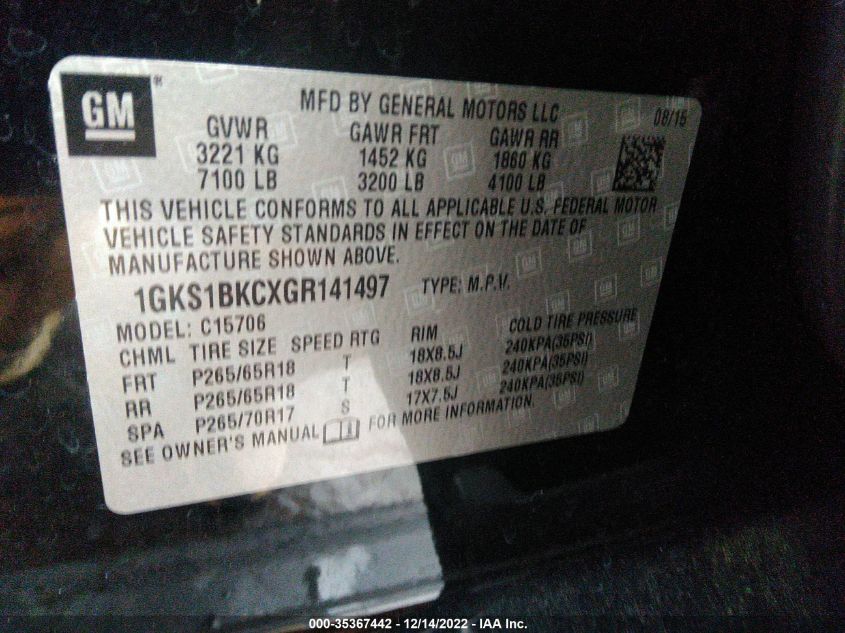 GM ®
MFD BY GENERAL MOTORS LLC
08/15
GVWR GAWR FRT GAWR RR
3221 KG 1452 KG 1860 KG
7100 LB 3200 LB 4100 LB
THIS VEHICLE CONFORMS TO ALL APPLICABLE U.S. FEDERAL MOTOR
VEHICLE SAFETY STANDARDS IN EFFECT ON THE DATE OF
MANUFACTURE SHOWN ABOVE.
1GKS1BKCXGR141497 TYPE: M.P.V.
MODEL: C15706
CHML TIRE SIZE SPEED RTG RIM COLD TIRE PRESSURE
FRT P265/65R18 T 18X8.5J 240KPA(35PSI)
RR P265/65R18 T 18X8.5J 240KPA(35PSI)
SPA P265/70R17 S 17X7.5J 240KPA(35PSI)
SEE OWNER'S MANUAL FOR MORE INFORMATION.
000-35367442 - 12/14/2022 - IAA Inc.